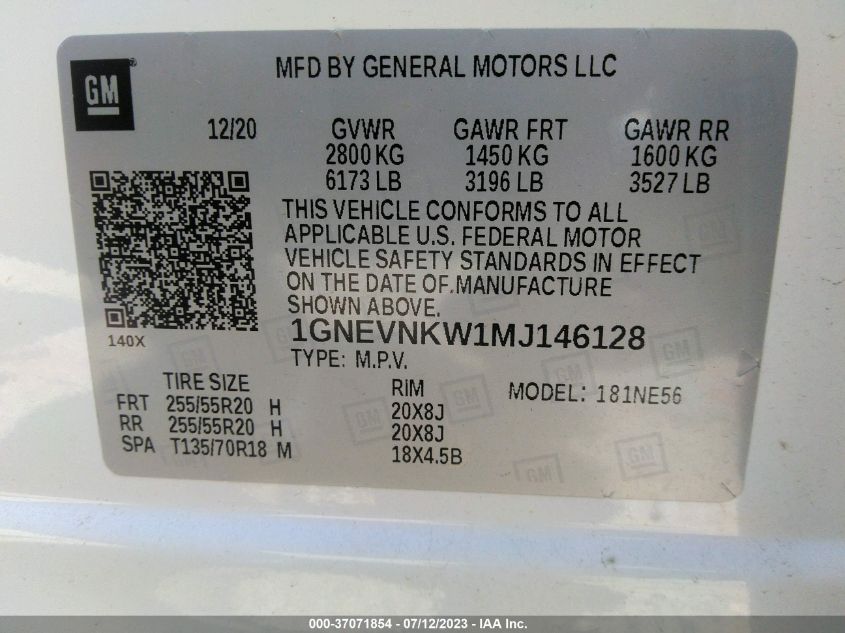 GM
MFD BY GENERAL MOTORS LLC
12/20 GVWR GAWR FRT GAWR RR
2800 KG 1450 KG 1600 KG
6173 LB 3196 LB 3527 LB
THIS VEHICLE CONFORMS TO ALL
APPLICABLE U.S. FEDERAL MOTOR
VEHICLE SAFETY STANDARDS IN EFFECT
ON THE DATE OF MANUFACTURE
SHOWN ABOVE.
140X
1GNEVNKW1MJ146128
TYPE: M.P.V.
TIRE SIZE RIM MODEL: 181NE56
FRT 255/55R20 H 20X8J
RR 255/55R20 H 20X8J
SPA T135/70R18 M 18X4.5B
000-37071854 / 07/12/2023 - IAA Inc.